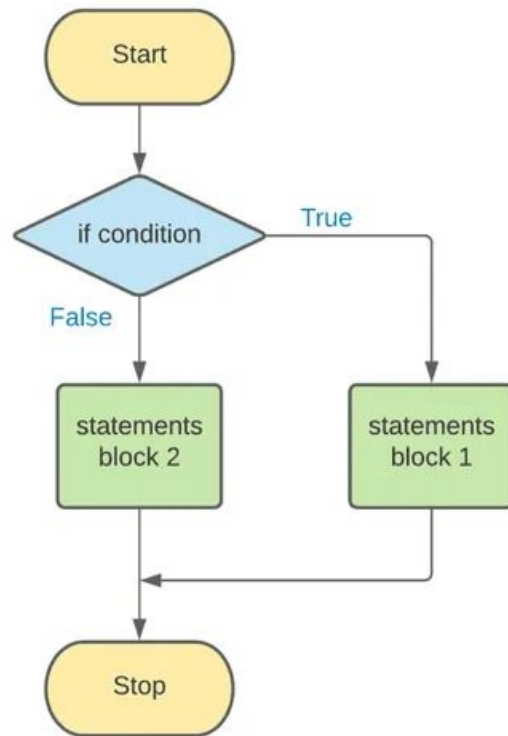 Start
if condition
True
False
statements
block 2
statements
block 1
Stop